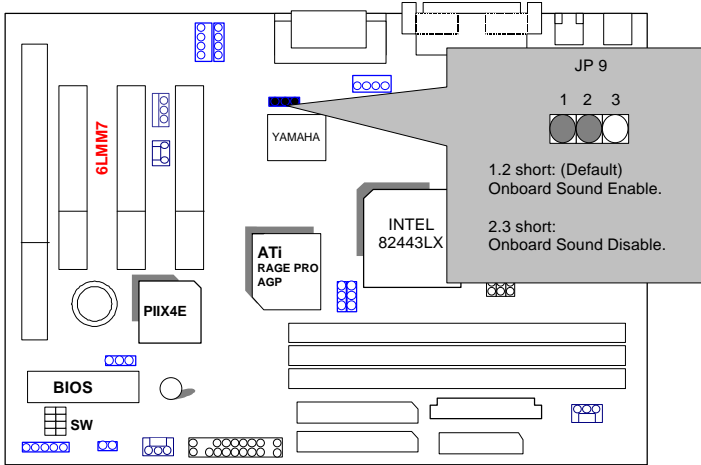 JP 9
1 2 3
1.2 short: (Default)
Onboard Sound Enable.
2.3 short:
Onboard Sound Disable.
YAMAHA
6LMM7
INTEL
82443LX
ATi
RAGE PRO
AGP
PIIX4E
BIOS
SW